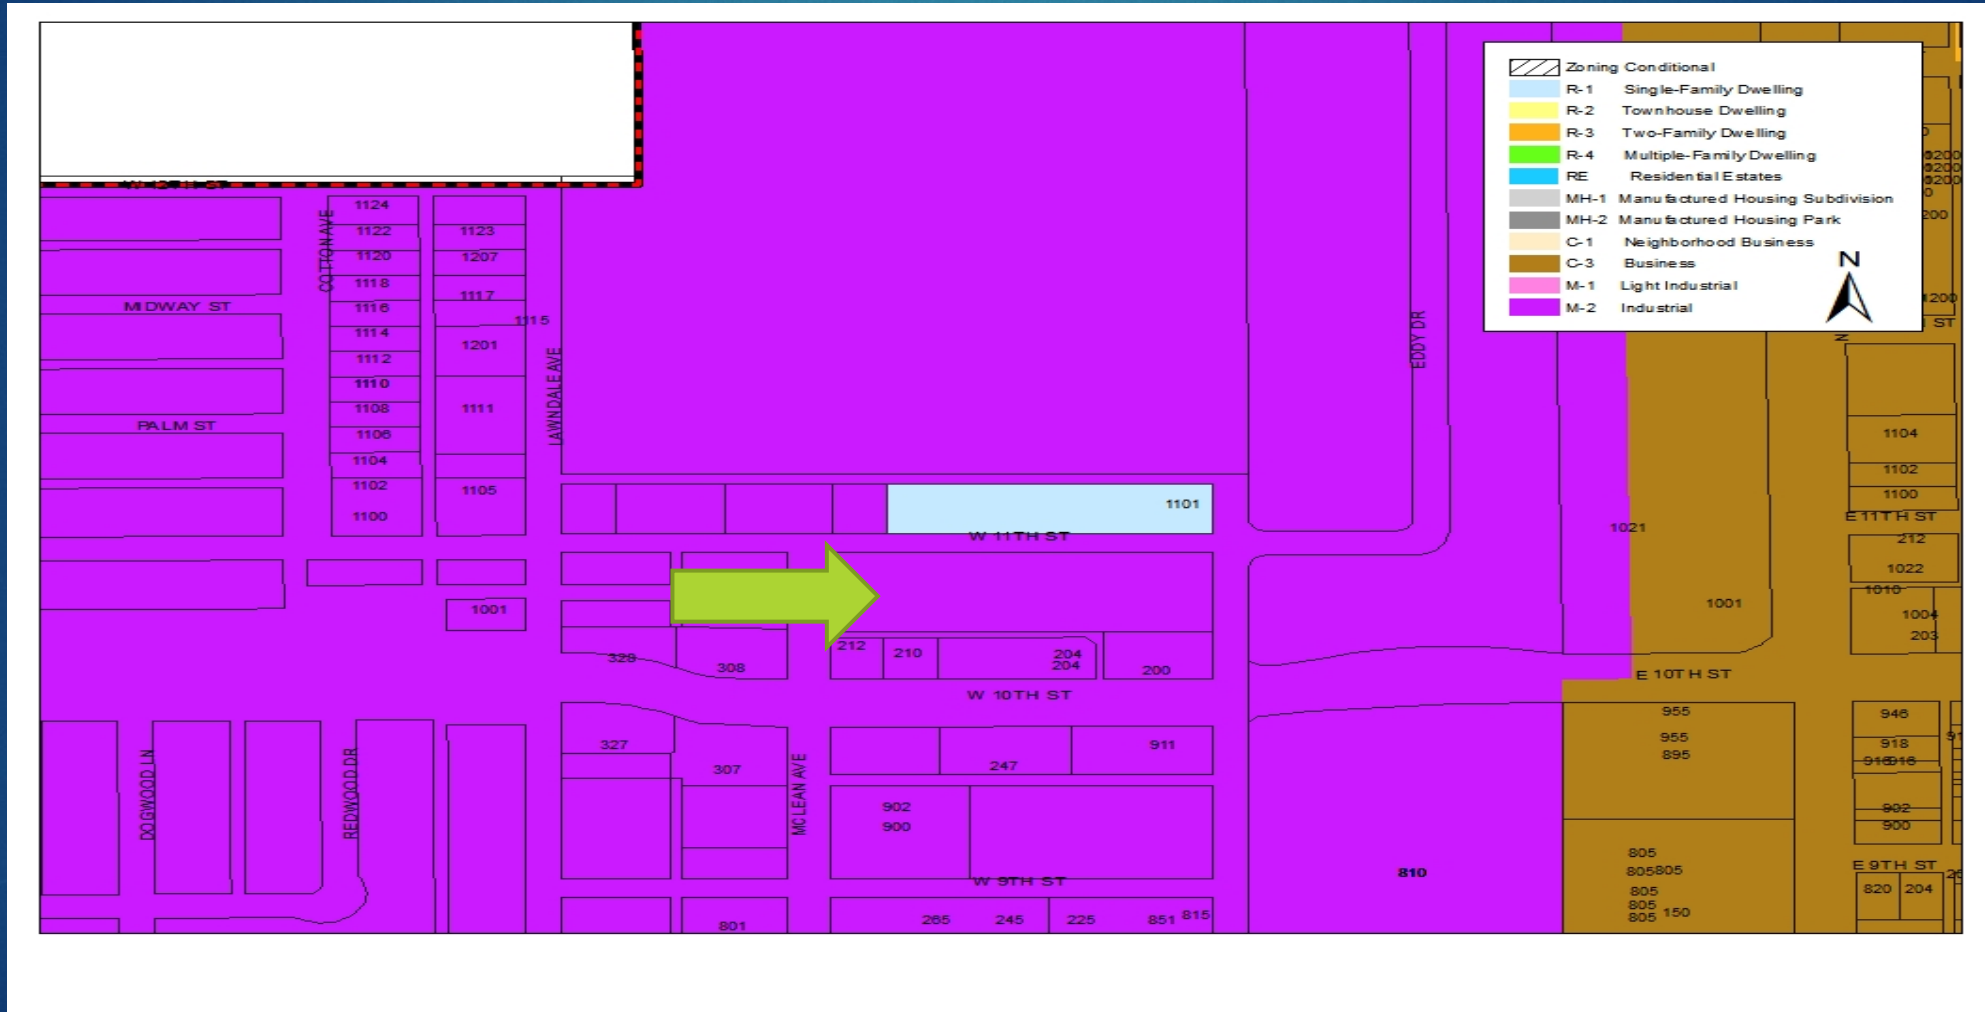 Zoning Conditional
R-1 Single-Family Dwelling
R-2 Townhouse Dwelling
R-3 Two-Family Dwelling
R-4 Multiple-Family Dwelling
RE Residential Estates
MH-1 Manufactured Housing Subdivision
MH-2 Manufactured Housing Park
C-1 Neighborhood Business
C-3 Business
M-1 Light Industrial
M-2 Industrial
N
W 12TH ST
COTTON AVE
1124
1122
1120
1118
1116
1114
1112
1110
1108
1106
1104
1102
1100
1123
1207
1117
1115
1201
1111
1105
MIDWAY ST
PALM ST
LAWNDALE AVE
EDDY DR
1200
ST
N
1104
1102
1100
E 11TH ST
212
1022
1010
1004
203
1101
W 11TH ST
1021
1001
1001
328
308
212
210
204
204
200
W 10TH ST
E 10TH ST
DOGWOOD LN
REDWOOD DR
327
307
MCLEAN AVE
247
911
902
900
W 9TH ST
801
265
245
225
851
815
810
955
955
895
805
805805
805
805
805
150
946
918
916916
902
900
E 9TH ST
820
204